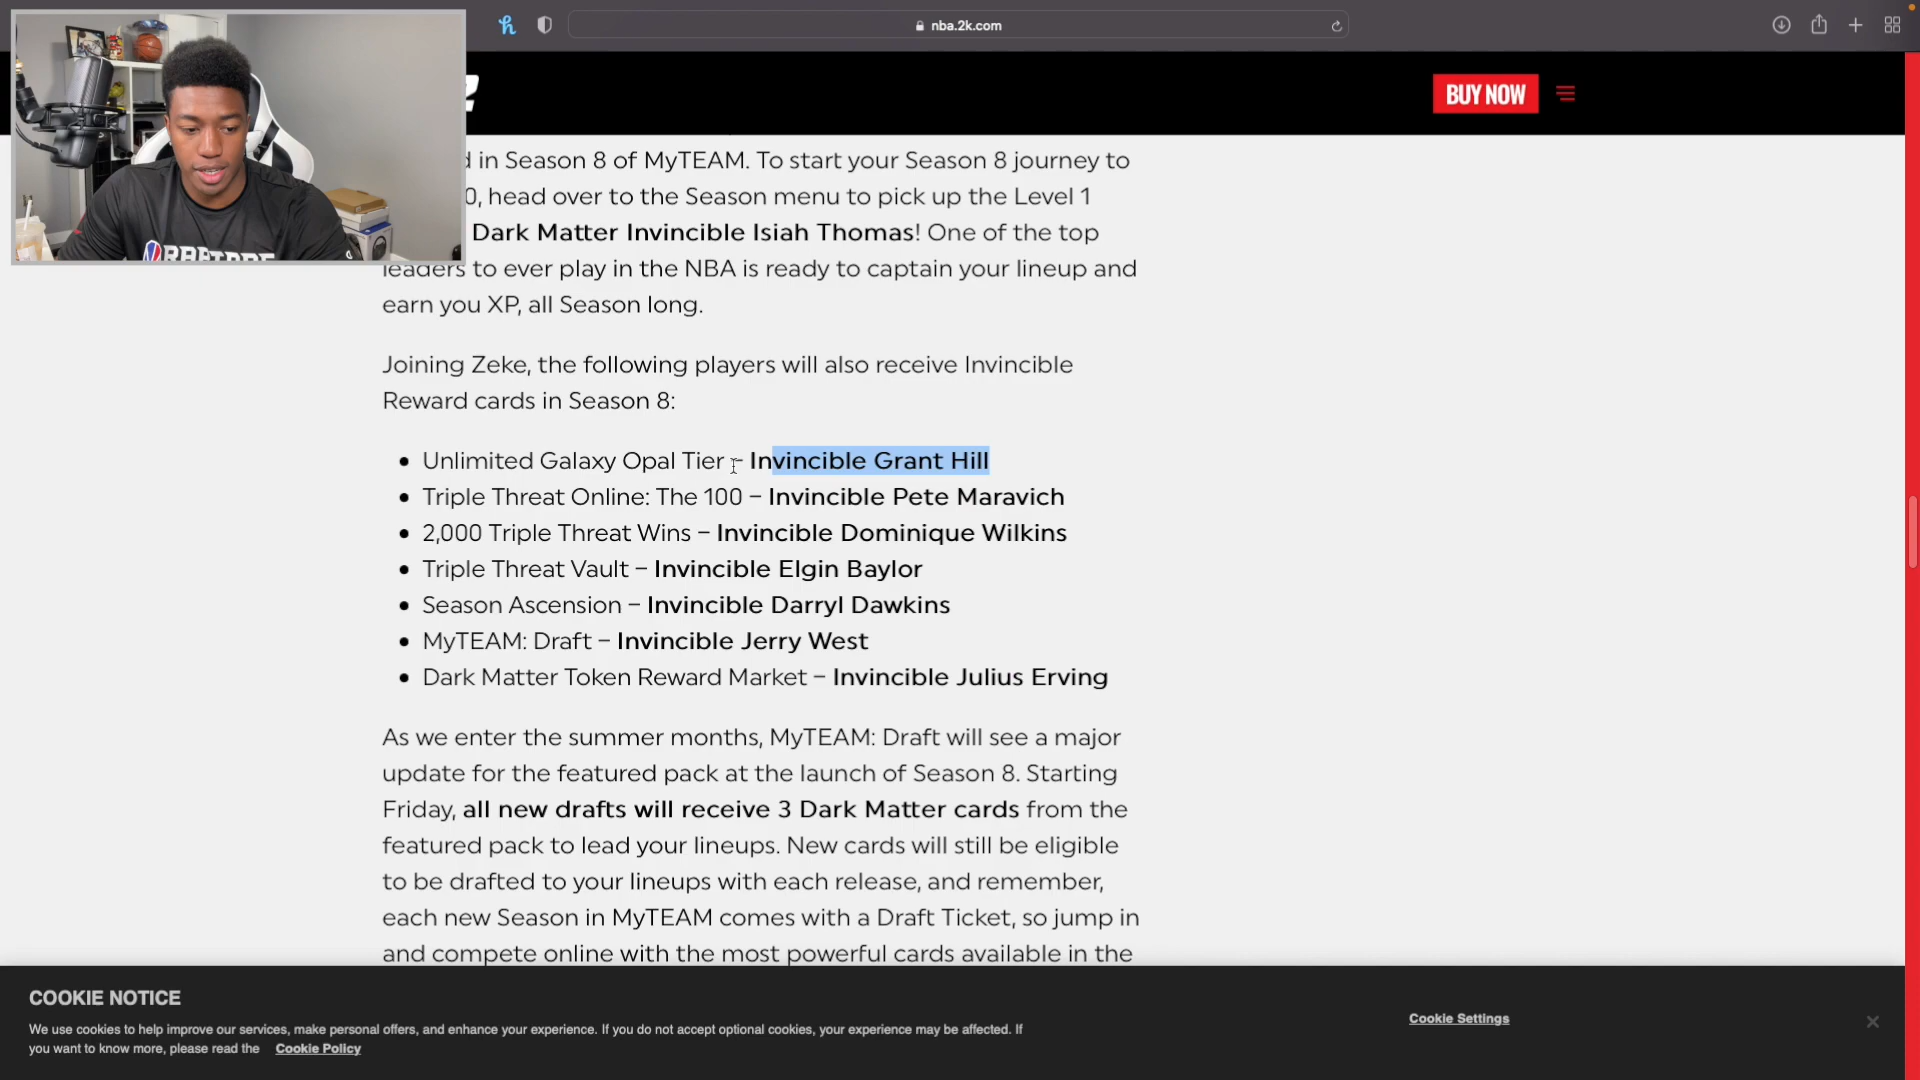 nba.2k.com
BUY NOW
in Season 8 of MyTEAM. To start your Season 8 journey to
0, head over to the Season menu to pick up the Level 1
Dark Matter Invincible Isiah Thomas! One of the top
leaders to ever play in the NBA is ready to captain your lineup and
earn you XP, all Season long.
Joining Zeke, the following players will also receive Invincible
Reward cards in Season 8:
• Unlimited Galaxy Opal Tier – Invincible Grant Hill
• Triple Threat Online: The 100 – Invincible Pete Maravich
• 2,000 Triple Threat Wins – Invincible Dominique Wilkins
• Triple Threat Vault – Invincible Elgin Baylor
• Season Ascension – Invincible Darryl Dawkins
• MyTEAM: Draft – Invincible Jerry West
• Dark Matter Token Reward Market – Invincible Julius Erving
As we enter the summer months, MyTEAM: Draft will see a major
update for the featured pack at the launch of Season 8. Starting
Friday, all new drafts will receive 3 Dark Matter cards from the
featured pack to lead your lineups. New cards will still be eligible
to be drafted to your lineups with each release, and remember,
each new Season in MyTEAM comes with a Draft Ticket, so jump in
and compete online with the most powerful cards available in the
COOKIE NOTICE
We use cookies to help improve our services, make personal offers, and enhance your experience. If you do not accept optional cookies, your experience may be affected. If
you want to know more, please read the Cookie Policy
Cookie Settings